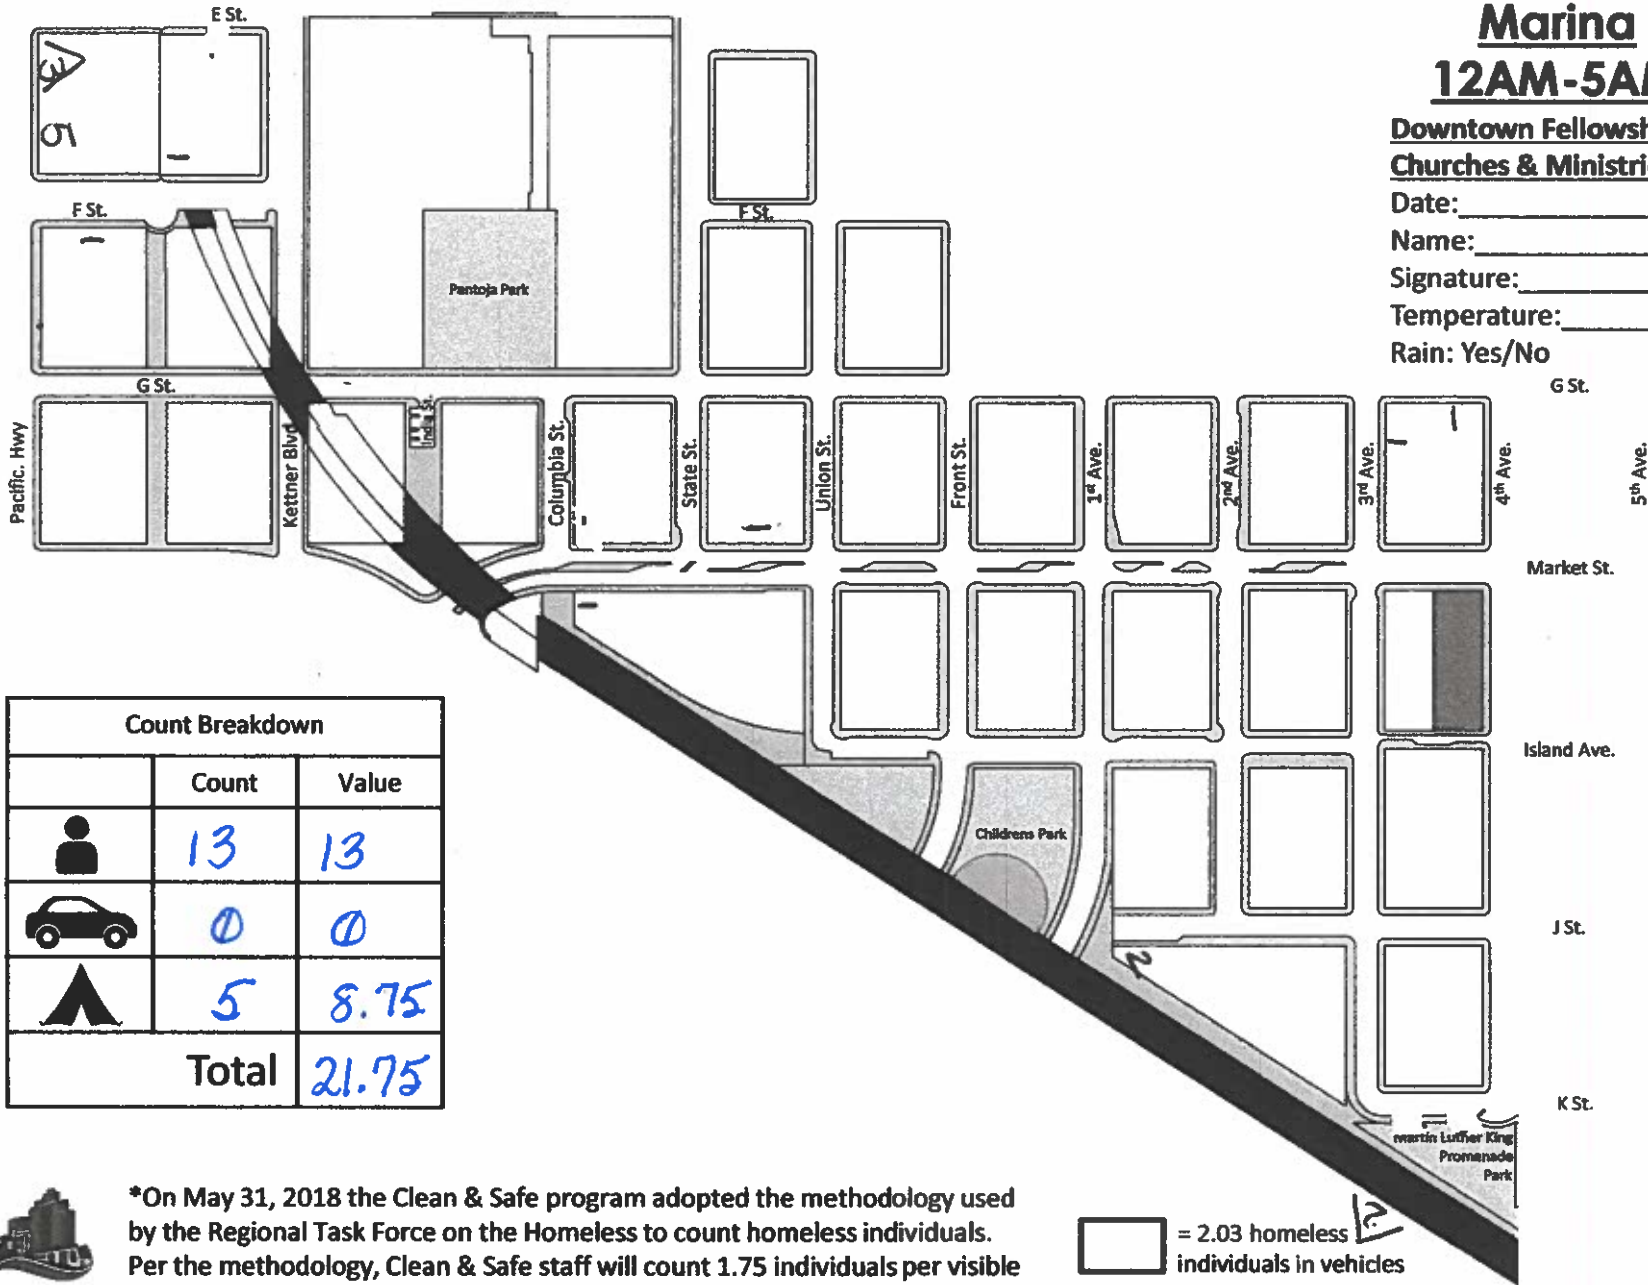 E St.
Marina
12AM-5AM
Downtown Fellowsh
Churches & Ministri
Date:
Name:
Signature:
Temperature:
Rain: Yes/No
3
5
F St.
F St.
Pantoja Park
G St.
G St.
Pacific. Hwy
Kettner Blvd
India St.
Columbia St.
State St.
Union St.
Front St.
1st Ave.
2nd Ave.
3rd Ave.
4th Ave.
5th Ave.
Market St.
Island Ave.
Childrens Park
J St.
2
K St.
Martin Luther King
Promenade
Park
Count Breakdown
Count Value
13 13
0 0
5 8.75
Total 21.75
*On May 31, 2018 the Clean & Safe program adopted the methodology used
by the Regional Task Force on the Homeless to count homeless individuals.
Per the methodology, Clean & Safe staff will count 1.75 individuals per visible
= 2.03 homeless
individuals in vehicles
2